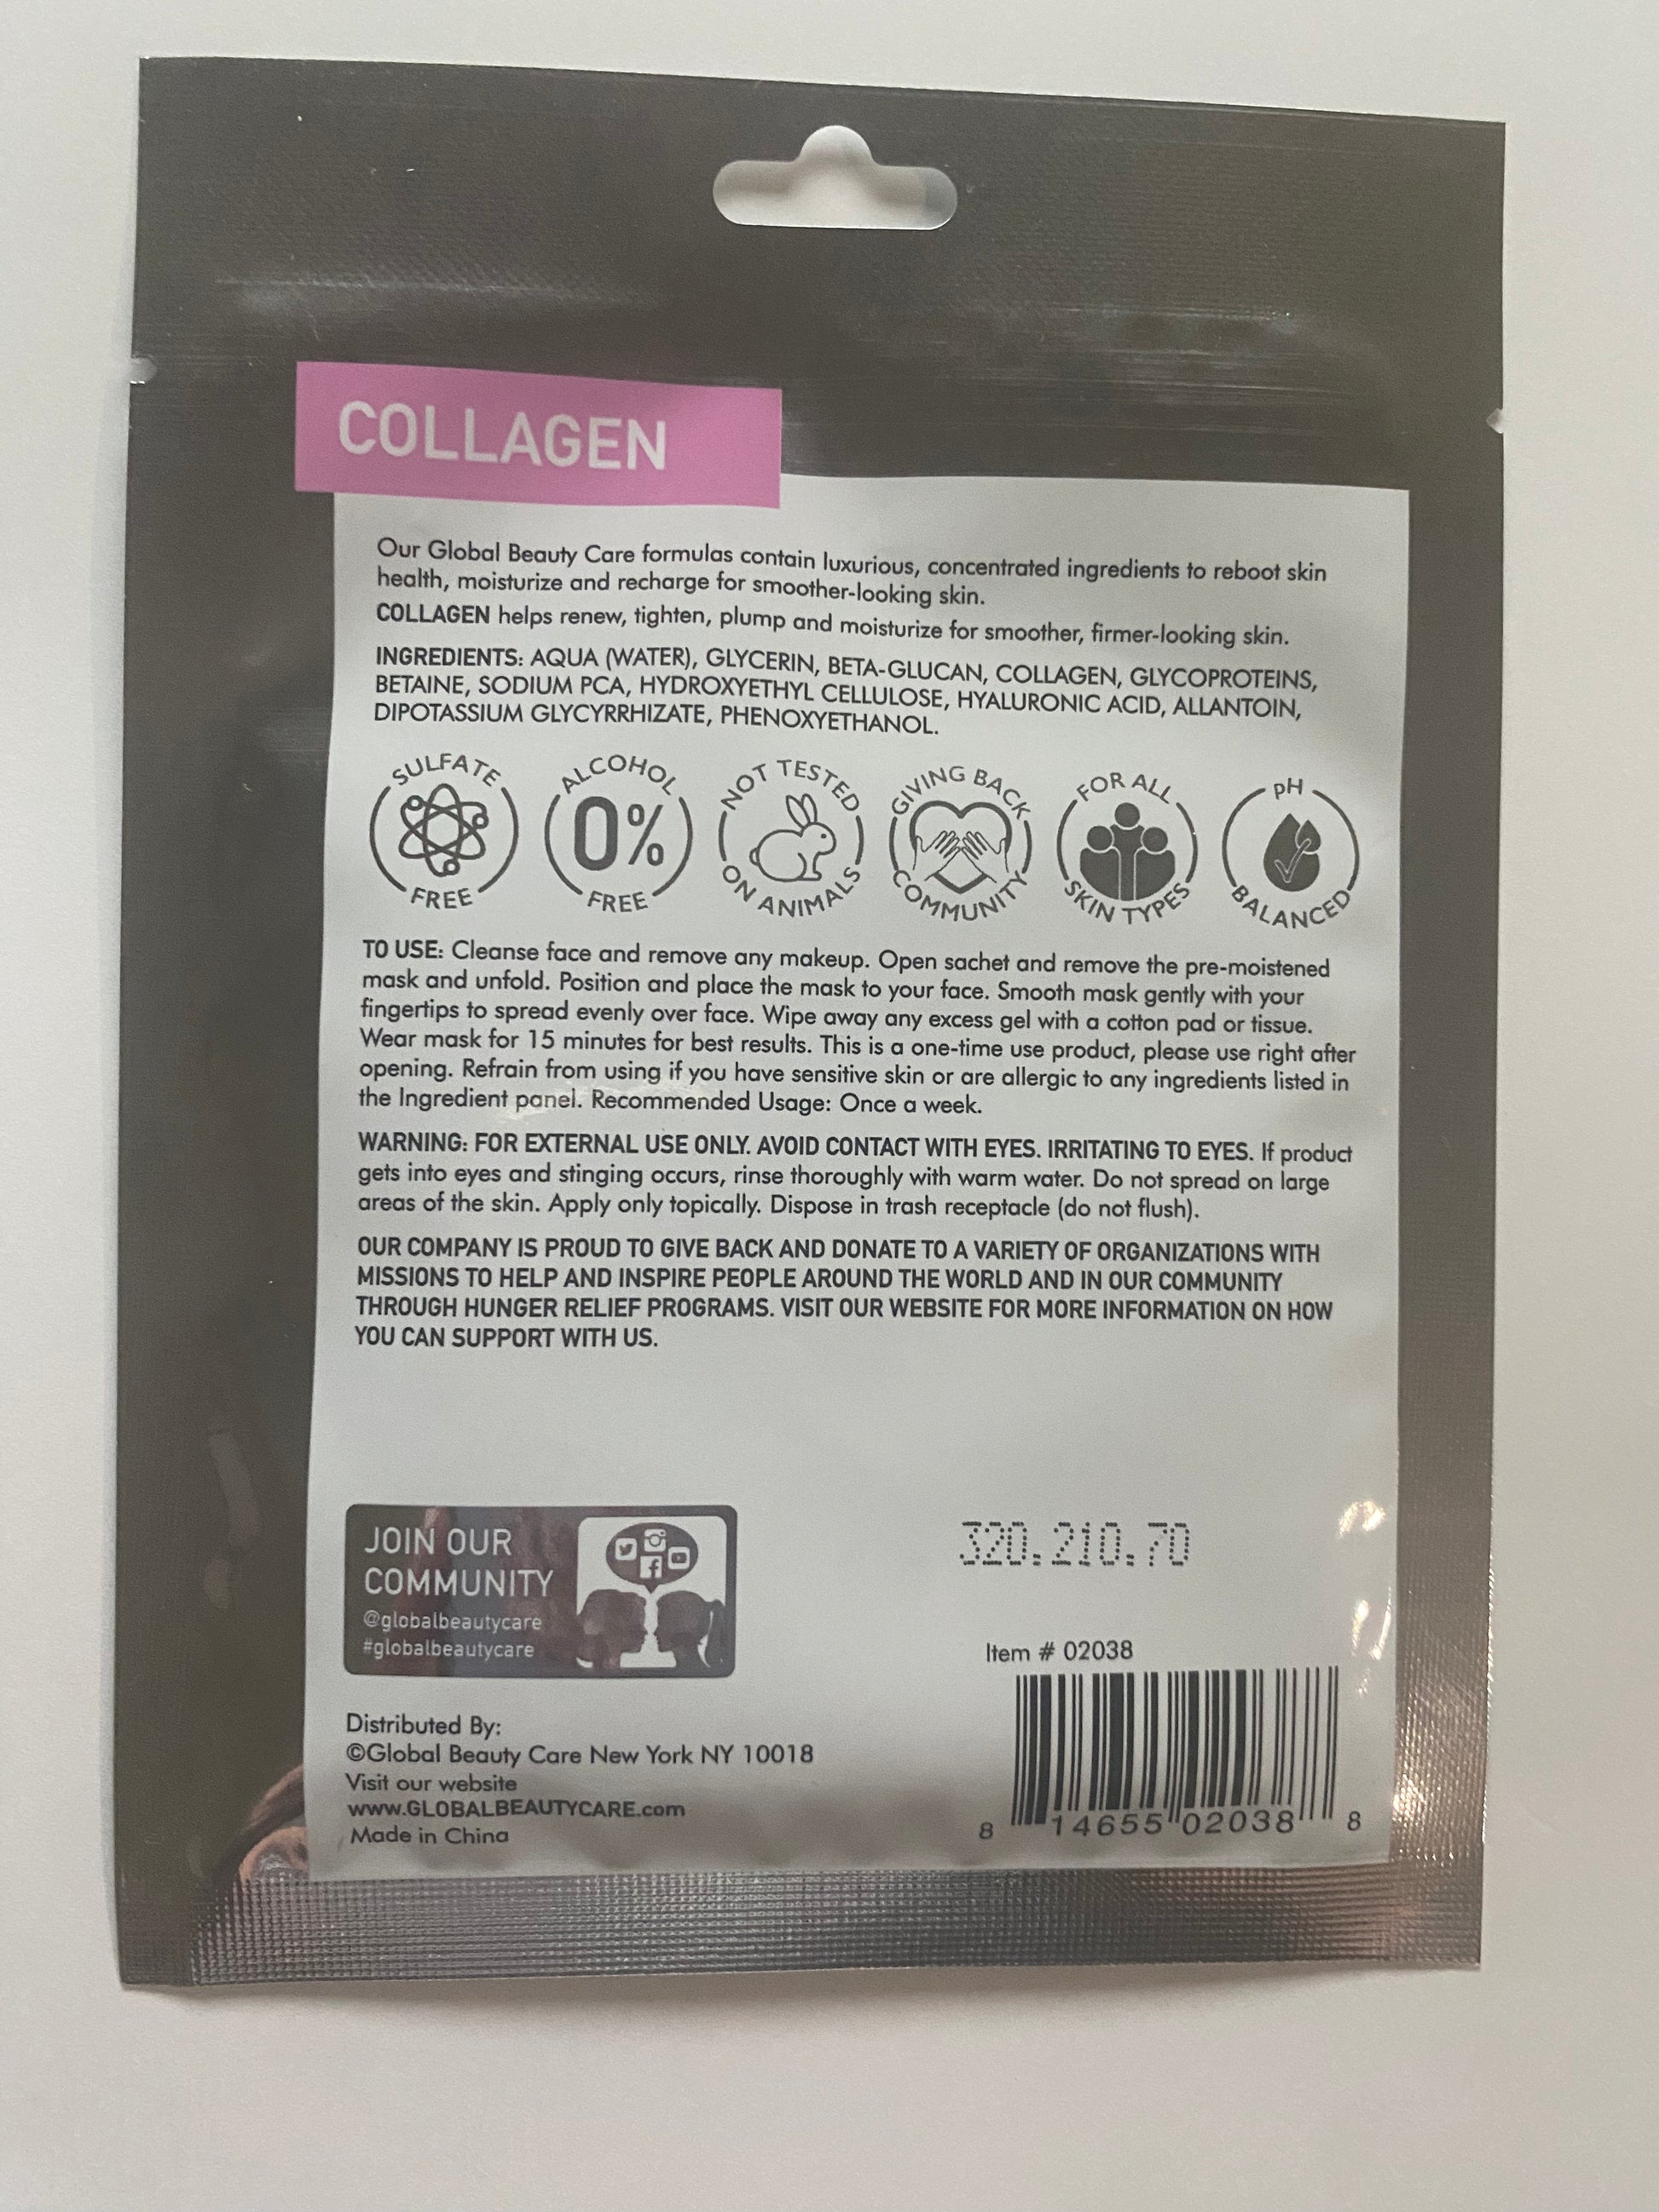 COLLAGEN
Our Global Beauty Care formulas contain luxurious, concentrated ingredients to reboot skin
health, moisturize and recharge for smoother-looking skin.
COLLAGEN helps renew, tighten, plump and moisturize for smoother, firmer-looking skin.
INGREDIENTS: AQUA (WATER), GLYCERIN, BETA-GLUCAN, COLLAGEN, GLYCOPROTEINS,
BETAINE, SODIUM PCA, HYDROXYETHYL CELLULOSE, HYALURONIC ACID, ALLANTOIN,
DIPOTASSIUM GLYCYRRHIZATE, PHENOXYETHANOL.
SULFATE
FREE
ALCOHOL
0%
FREE
NOT TESTED
ON ANIMALS
GIVING BACK
COMMUNITY
FOR ALL
SKIN TYPES
pH
BALANCED
TO USE: Cleanse face and remove any makeup. Open sachet and remove the pre-moistened
mask and unfold. Position and place the mask to your face. Smooth mask gently with your
fingertips to spread evenly over face. Wipe away any excess gel with a cotton pad or tissue.
Wear mask for 15 minutes for best results. This is a one-time use product, please use right after
opening. Refrain from using if you have sensitive skin or are allergic to any ingredients listed in
the Ingredient panel. Recommended Usage: Once a week.
WARNING: FOR EXTERNAL USE ONLY. AVOID CONTACT WITH EYES. IRRITATING TO EYES. If product
gets into eyes and stinging occurs, rinse thoroughly with warm water. Do not spread on large
areas of the skin. Apply only topically. Dispose in trash receptacle (do not flush).
OUR COMPANY IS PROUD TO GIVE BACK AND DONATE TO A VARIETY OF ORGANIZATIONS WITH
MISSIONS TO HELP AND INSPIRE PEOPLE AROUND THE WORLD AND IN OUR COMMUNITY
THROUGH HUNGER RELIEF PROGRAMS. VISIT OUR WEBSITE FOR MORE INFORMATION ON HOW
YOU CAN SUPPORT WITH US.
JOIN OUR
COMMUNITY
@globalbeautycare
#globalbeautycare
320.210.70
Item # 02038
Distributed By:
©Global Beauty Care New York NY 10018
Visit our website
www.GLOBALBEAUTYCARE.com
Made in China
8 14655 02038 8